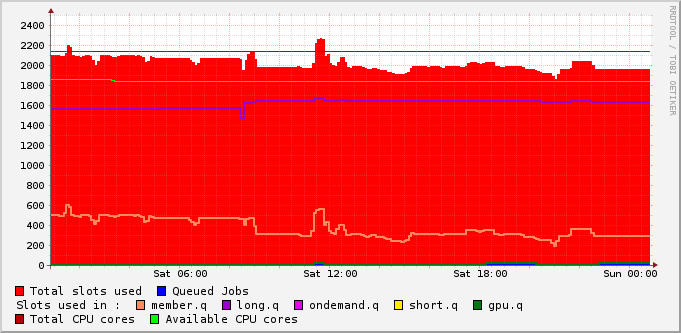 2400
2200
2000
1800
1600
1400
1200
1000
800
600
400
200
0
Sat 06:00 Sat 12:00 Sat 18:00 Sun 00:00
RRDTOOL / TOBI OETIKER
Total slots used Queued Jobs
Slots used in : member.q long.q ondemand.q short.q gpu.q
Total CPU cores Available CPU cores